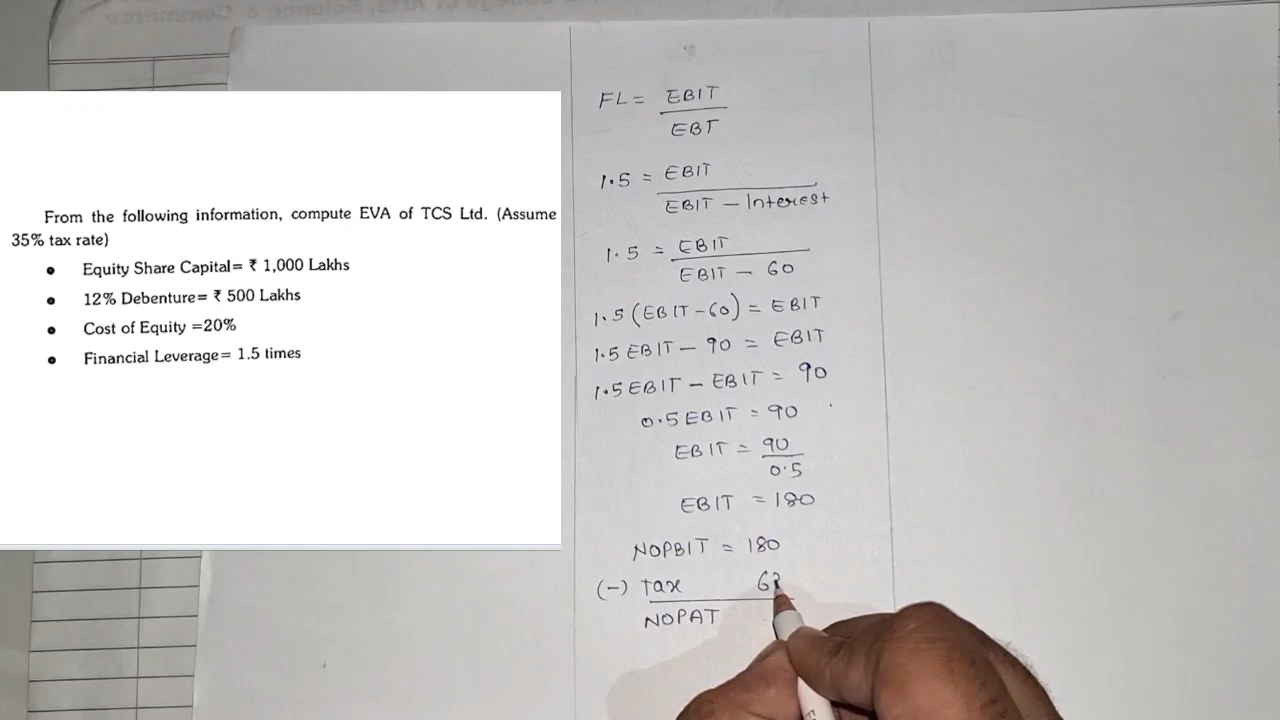 From the following information, compute EVA of TCS Ltd. (Assume
35% tax rate)
• Equity Share Capital= ₹ 1,000 Lakhs
• 12% Debenture= ₹ 500 Lakhs
• Cost of Equity =20%
• Financial Leverage= 1.5 times
FL = EBIT
EBT
1.5 = EBIT
EBIT - Interest
1.5 = EBIT
EBIT - 60
1.5 (EBIT - 60) = EBIT
1.5 EBIT - 90 = EBIT
1.5 EBIT - EBIT = 90
0.5 EBIT = 90
EBIT = 90
0.5
EBIT = 180
NOPBIT = 180
(-) Tax 63
NOPAT